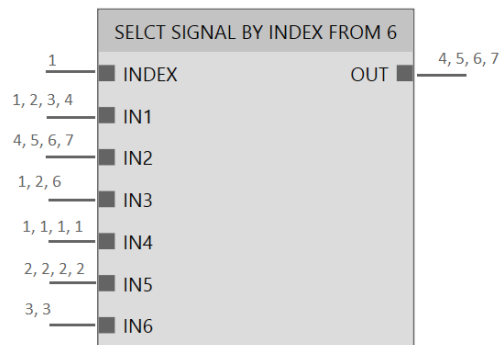 SELCT SIGNAL BY INDEX FROM 6
1
INDEX
OUT
4, 5, 6, 7
1, 2, 3, 4
IN1
4, 5, 6, 7
IN2
1, 2, 6
IN3
1, 1, 1, 1
IN4
2, 2, 2, 2
IN5
3, 3
IN6